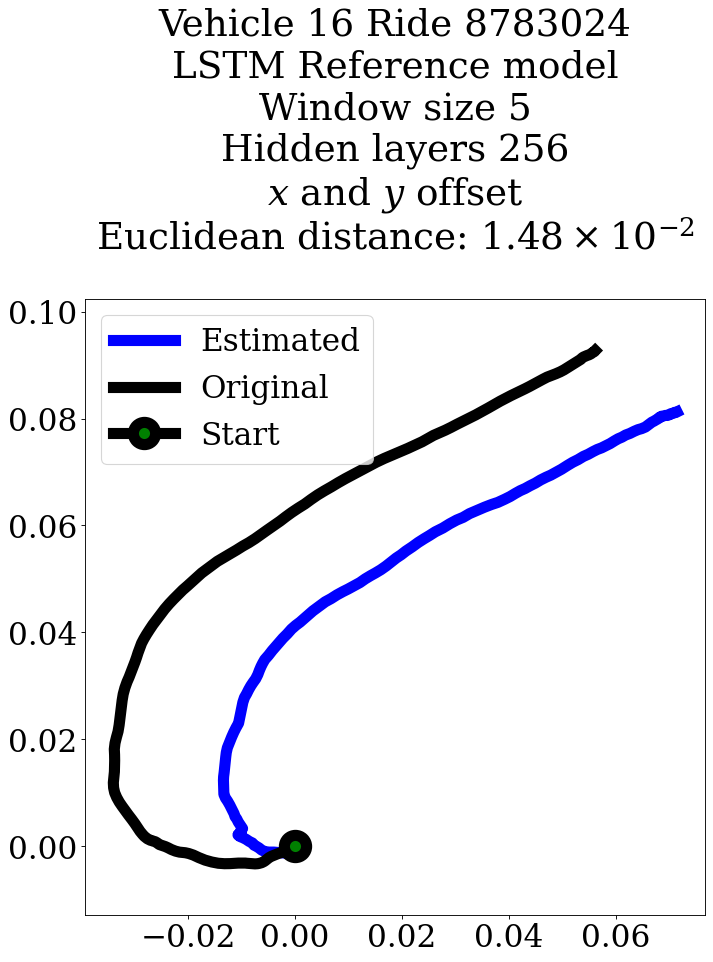 Vehicle 16 Ride 8783024
LSTM Reference model
Window size 5
Hidden layers 256
x and y offset
Euclidean distance: 1.48 × 10⁻²
0.10
0.08
0.06
0.04
0.02
0.00
Estimated
Original
Start
−0.02 0.00 0.02 0.04 0.06